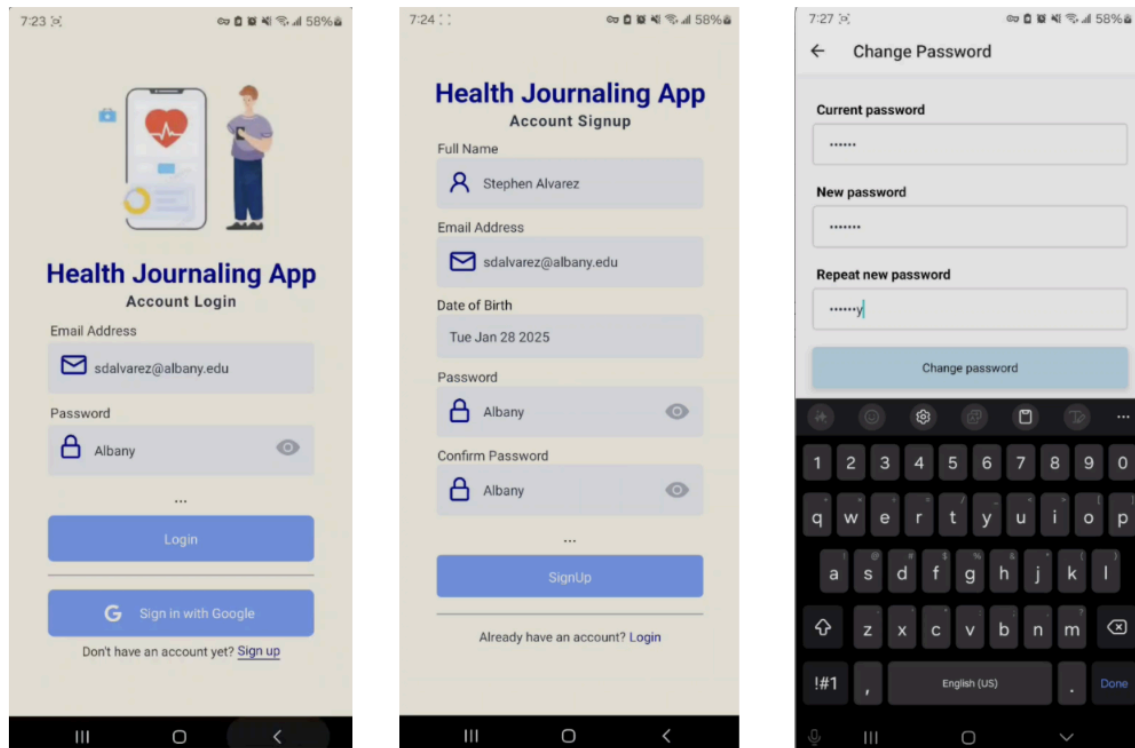 7:23 58%
Health Journaling App
Account Login
Email Address
sdalvarez@albany.edu
Password
Albany
...
Login
G Sign in with Google
Don't have an account yet? Sign up
7:24 58%
Health Journaling App
Account Signup
Full Name
Stephen Alvarez
Email Address
sdalvarez@albany.edu
Date of Birth
Tue Jan 28 2025
Password
Albany
Confirm Password
Albany
...
SignUp
Already have an account? Login
7:27 58%
Change Password
Current password
······
New password
·······
Repeat new password
······y
Change password
1 2 3 4 5 6 7 8 9 0
q w e r t y u i o p
a s d f g h j k l
z x c v b n m
!#1 , English (US) . Done